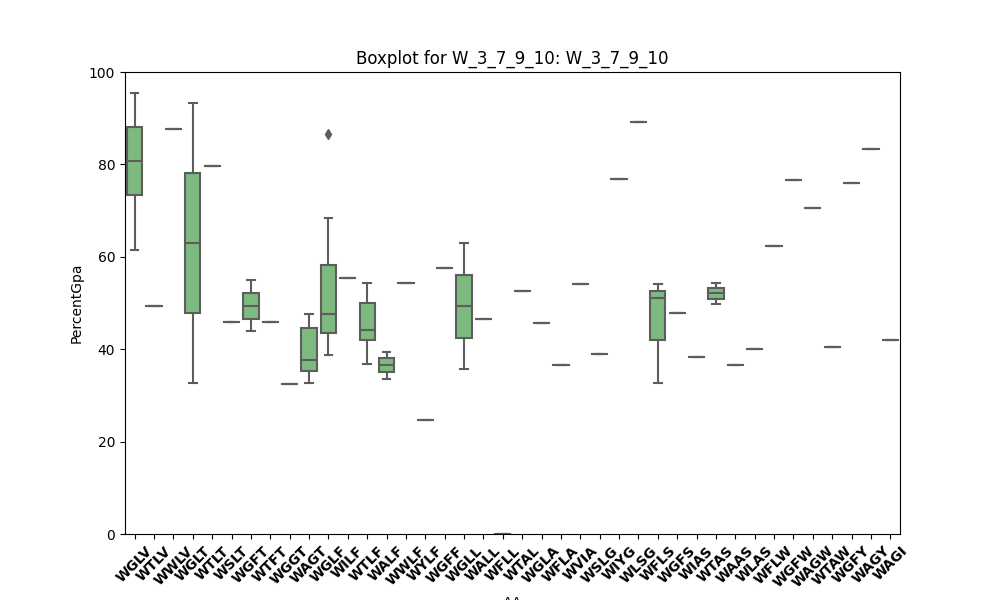 Boxplot for W_3_7_9_10: W_3_7_9_10
PercentGpa
100
80
60
40
20
0
WGLV
WTLV
WWLV
WGLT
WTLT
WSLT
WGFT
WTFT
WGGT
WAGT
WGLF
WILF
WTLF
WALF
WWLF
WYLF
WGFF
WGLL
WALL
WFLL
WTAL
WGLA
WFLA
WVIA
WSLG
WIYG
WLSG
WFLS
WGFS
WIAS
WTAS
WAAS
WLAS
WFLW
WGFW
WAGW
WTAW
WGFY
WAGY
WAGI